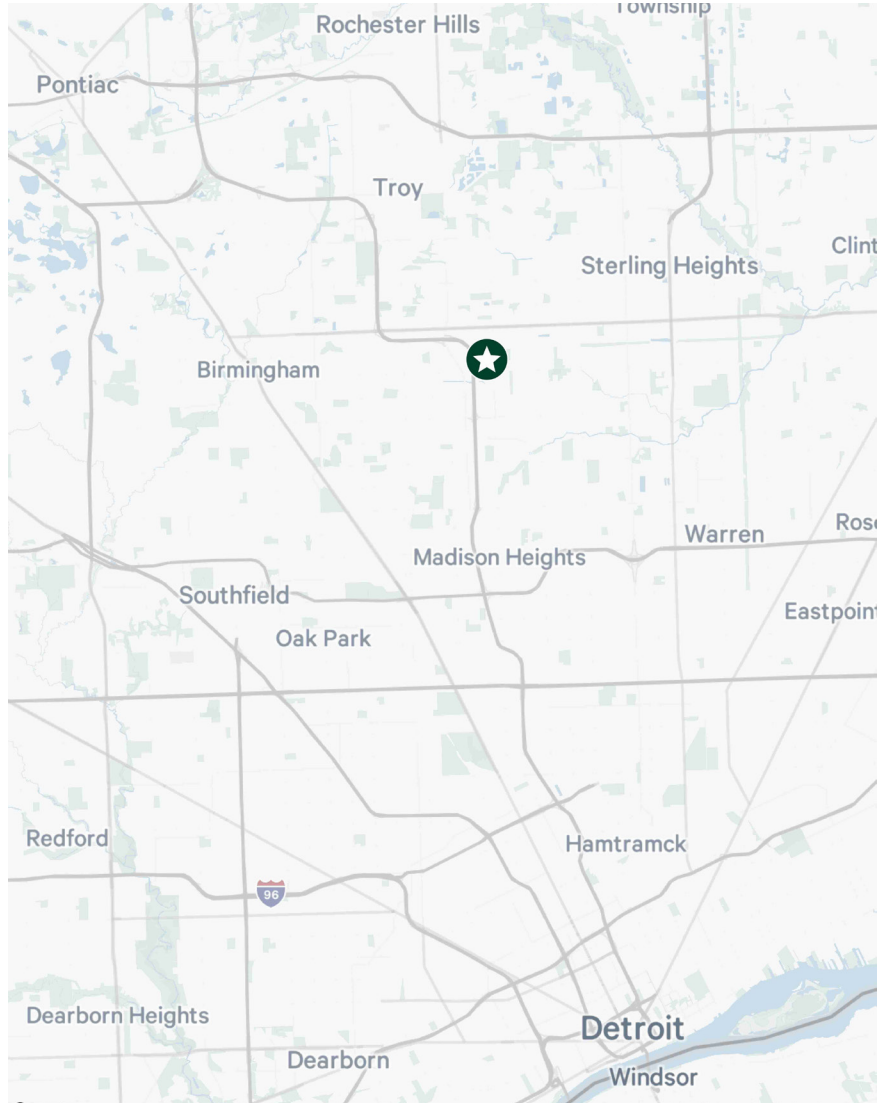 Township
Rochester Hills
Pontiac
Troy
Clint
Sterling Heights
Birmingham
Rose
Warren
Madison Heights
Southfield
Eastpoint
Oak Park
Redford
Hamtramck
96
Dearborn Heights
Detroit
Dearborn
Windsor